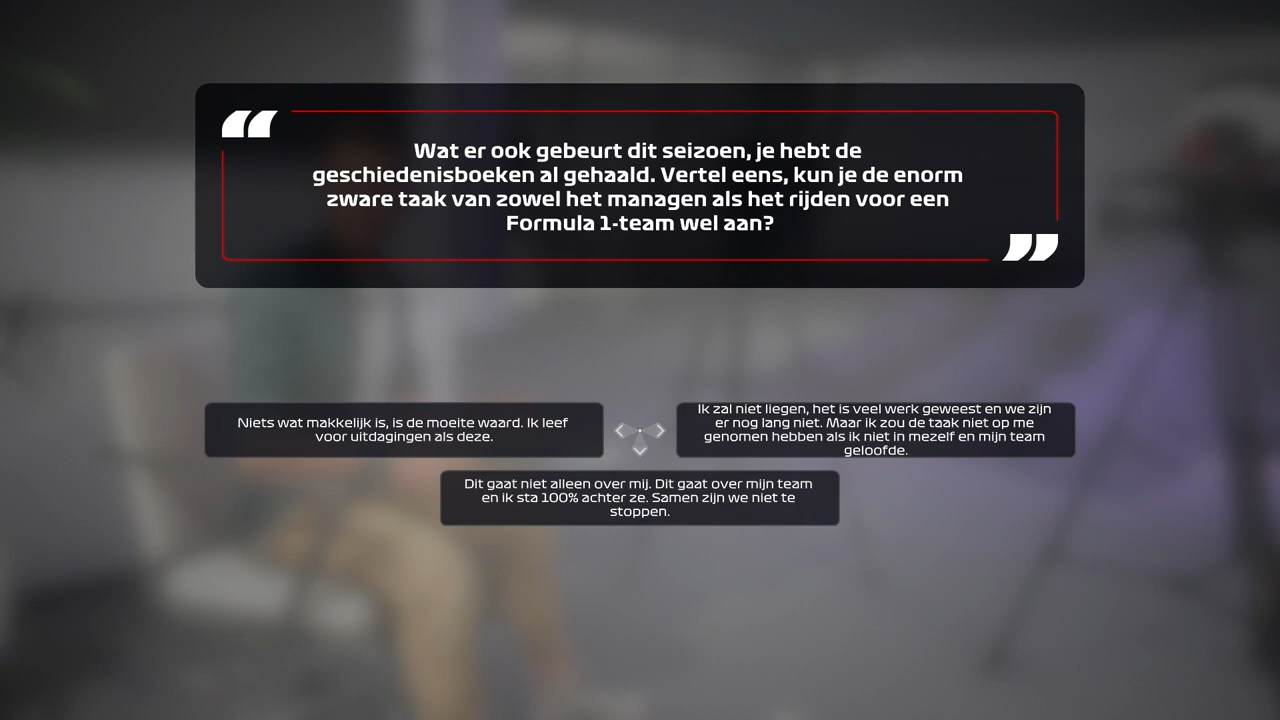 Wat er ook gebeurt dit seizoen, je hebt de
geschiedenisboeken al gehaald. Vertel eens, kun je de enorm
zware taak van zowel het managen als het rijden voor een
Formula 1-team wel aan?
Niets wat makkelijk is, is de moeite waard. Ik leef
voor uitdagingen als deze.
Ik zal niet liegen, het is veel werk geweest en we zijn
er nog lang niet. Maar ik zou de taak niet op me
genomen hebben als ik niet in mezelf en mijn team
geloofde.
Dit gaat niet alleen over mij. Dit gaat over mijn team
en ik sta 100% achter ze. Samen zijn we niet te
stoppen.